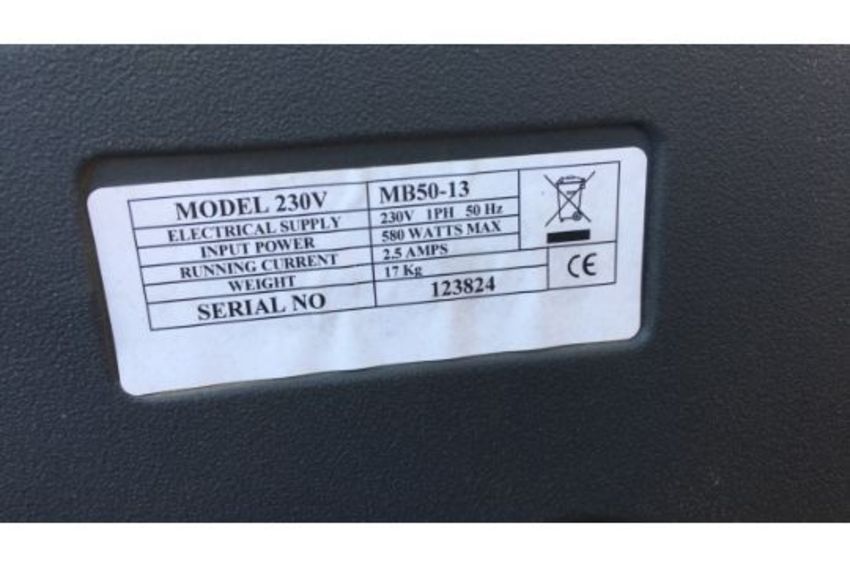 MODEL 230V MB50-13
ELECTRICAL SUPPLY 230V 1PH 50 Hz
INPUT POWER 580 WATTS MAX
RUNNING CURRENT 2.5 AMPS
WEIGHT 17 Kg
SERIAL NO 123824
CE